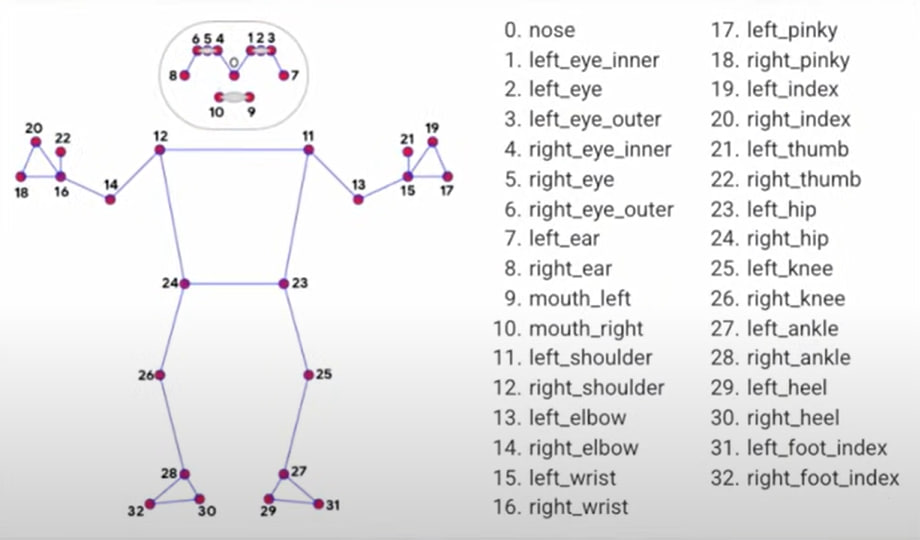 6 5 4 1 2 3
0
8 7
10 9
20 22 12 11 21 19
18 16 14 13 15 17
24 23
26 25
28 27
32 30 29 31
0. nose
1. left_eye_inner
2. left_eye
3. left_eye_outer
4. right_eye_inner
5. right_eye
6. right_eye_outer
7. left_ear
8. right_ear
9. mouth_left
10. mouth_right
11. left_shoulder
12. right_shoulder
13. left_elbow
14. right_elbow
15. left_wrist
16. right_wrist
17. left_pinky
18. right_pinky
19. left_index
20. right_index
21. left_thumb
22. right_thumb
23. left_hip
24. right_hip
25. left_knee
26. right_knee
27. left_ankle
28. right_ankle
29. left_heel
30. right_heel
31. left_foot_index
32. right_foot_index